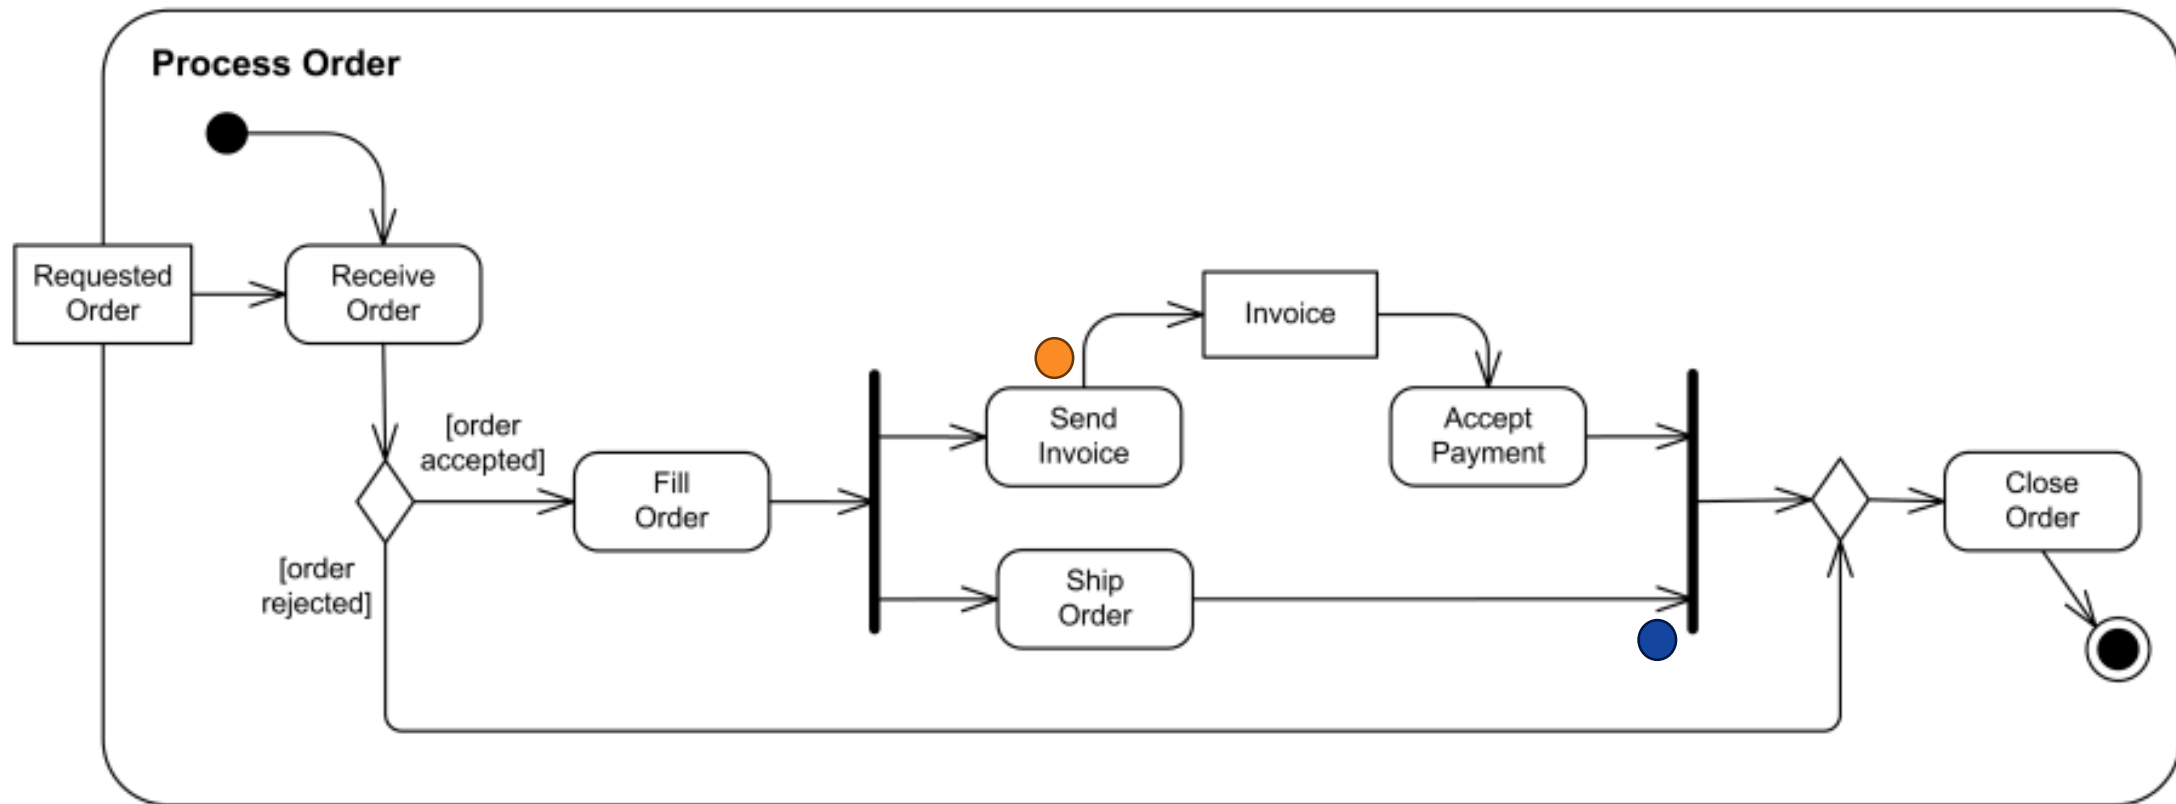 Process Order
Requested
Order
Receive
Order
[order
accepted]
[order
rejected]
Fill
Order
Send
Invoice
Invoice
Accept
Payment
Ship
Order
Close
Order